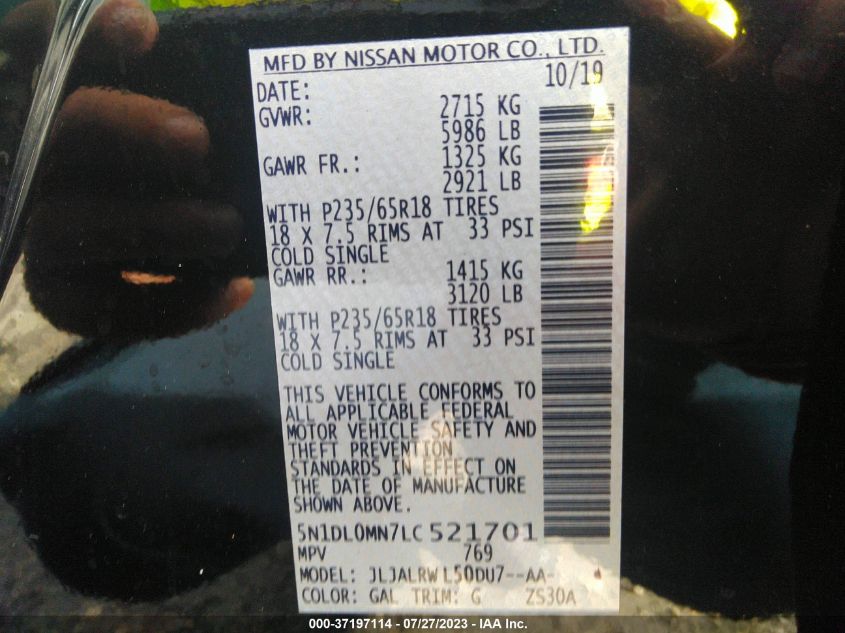 MFD BY NISSAN MOTOR CO., LTD.
DATE: 10/19
GVWR: 2715 KG
5986 LB
GAWR FR.: 1325 KG
2921 LB
WITH P235/65R18 TIRES
18 X 7.5 RIMS AT 33 PSI
COLD SINGLE
GAWR RR.: 1415 KG
3120 LB
WITH P235/65R18 TIRES
18 X 7.5 RIMS AT 33 PSI
COLD SINGLE
THIS VEHICLE CONFORMS TO
ALL APPLICABLE FEDERAL
MOTOR VEHICLE SAFETY AND
THEFT PREVENTION
STANDARDS IN EFFECT ON
THE DATE OF MANUFACTURE
SHOWN ABOVE.
5N1DL0MN7LC521701
MPV 769
MODEL: JLJALRWL50DU7--AA-
COLOR: GAL TRIM: G ZS30A
000-37197114 - 07/27/2023 - IAA Inc.